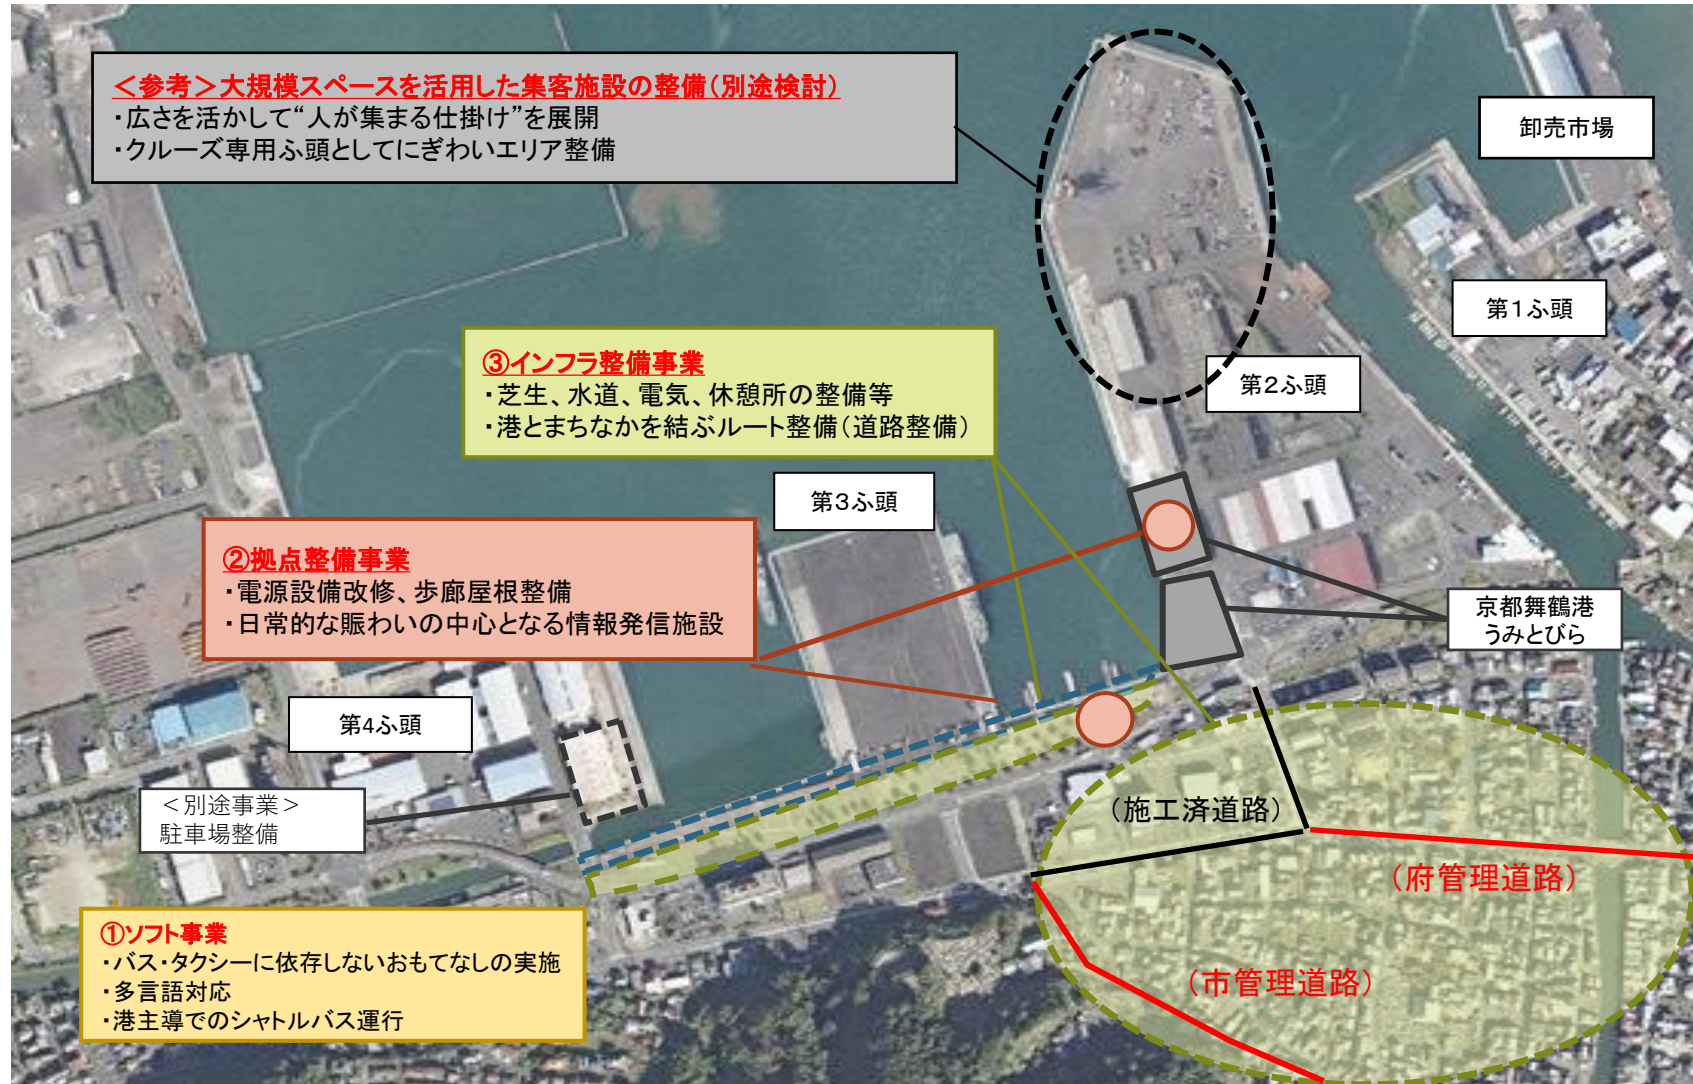 ＜参考＞大規模スペースを活用した集客施設の整備（別途検討）
・広さを活かして“人が集まる仕掛け”を展開
・クルーズ専用ふ頭としてにぎわいエリア整備
卸売市場
第１ふ頭
③インフラ整備事業
・芝生、水道、電気、休憩所の整備等
・港とまちなかを結ぶルート整備（道路整備）
第２ふ頭
第３ふ頭
②拠点整備事業
・電源設備改修、歩廊屋根整備
・日常的な賑わいの中心となる情報発信施設
京都舞鶴港
うみとびら
第4ふ頭
＜別途事業＞
駐車場整備
（施工済道路）
（府管理道路）
①ソフト事業
・バス・タクシーに依存しないおもてなしの実施
・多言語対応
・港主導でのシャトルバス運行
（市管理道路）